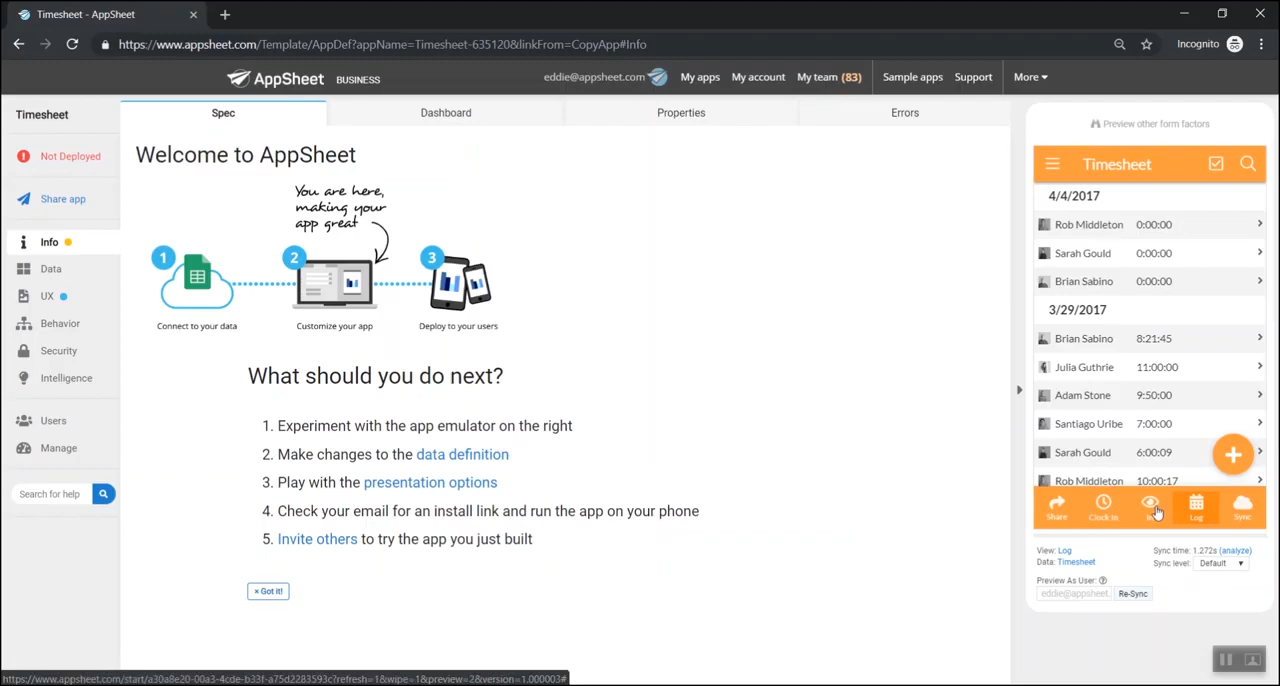 Timesheet - AppSheet
https://www.appsheet.com/Template/AppDef?appName=Timesheet-635120&linkFrom=CopyApp#Info
Incognito
AppSheet BUSINESS
eddie@appsheet.com
My apps
My account
My team (83)
Sample apps
Support
More
Timesheet
Not Deployed
Share app
Info
Data
UX
Behavior
Security
Intelligence
Users
Manage
Search for help
Spec
Dashboard
Properties
Errors
Welcome to AppSheet
You are here,
making your
app great
1
2
3
Connect to your data
Customize your app
Deploy to your users
What should you do next?
1. Experiment with the app emulator on the right
2. Make changes to the data definition
3. Play with the presentation options
4. Check your email for an install link and run the app on your phone
5. Invite others to try the app you just built
× Got it!
Preview other form factors
Timesheet
4/4/2017
Rob Middleton 0:00:00
Sarah Gould 0:00:00
Brian Sabino 0:00:00
3/29/2017
Brian Sabino 8:21:45
Julia Guthrie 11:00:00
Adam Stone 9:50:00
Santiago Uribe 7:00:00
Sarah Gould 6:00:09
Rob Middleton 10:00:17
Share
Clock In
Log
Sync
View: Log
Data: Timesheet
Sync time: 1.272s (analyze)
Sync level: Default
Preview As User:
eddie@appsheet.
Re-Sync
https://www.appsheet.com/start/a30a8e20-00a3-4cde-b33f-a75d2283593c?refresh=1&wipe=1&preview=2&version=1.000003#